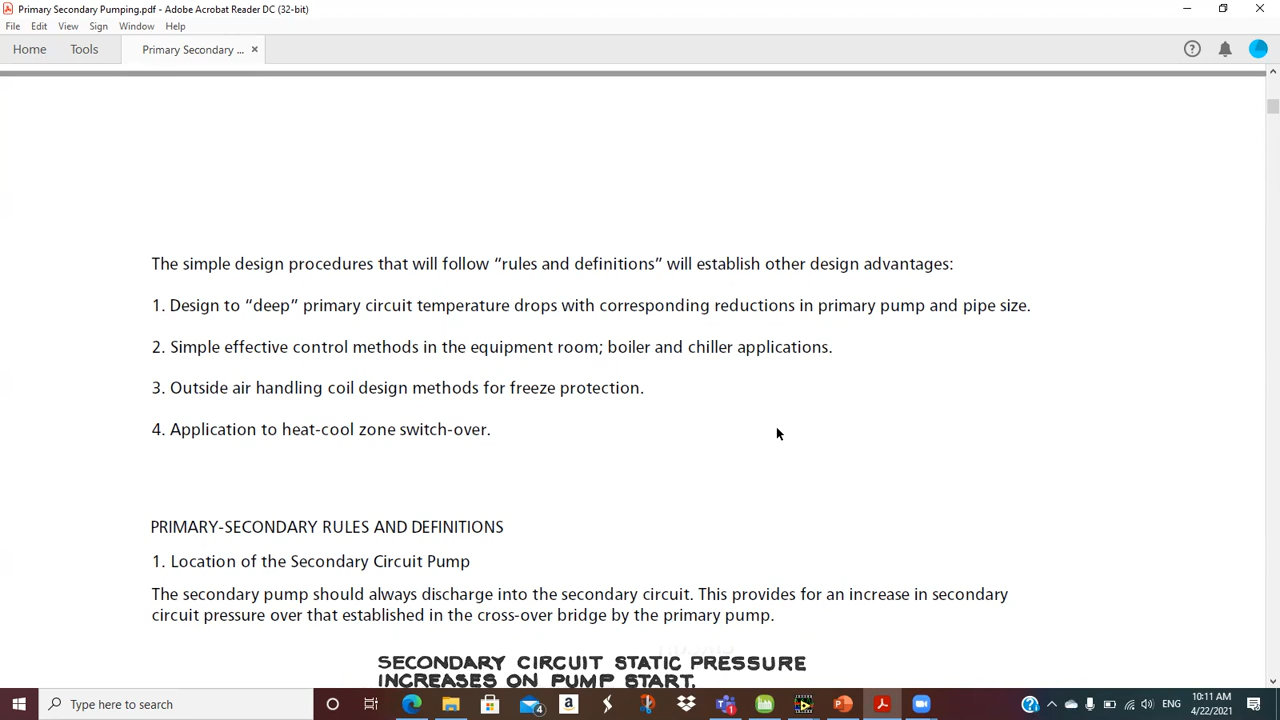 Primary Secondary Pumping.pdf - Adobe Acrobat Reader DC (32-bit)
File Edit View Sign Window Help
Home Tools Primary Secondary ... ×
The simple design procedures that will follow “rules and definitions” will establish other design advantages:
1. Design to “deep” primary circuit temperature drops with corresponding reductions in primary pump and pipe size.
2. Simple effective control methods in the equipment room; boiler and chiller applications.
3. Outside air handling coil design methods for freeze protection.
4. Application to heat-cool zone switch-over.
PRIMARY-SECONDARY RULES AND DEFINITIONS
1. Location of the Secondary Circuit Pump
The secondary pump should always discharge into the secondary circuit. This provides for an increase in secondary
circuit pressure over that established in the cross-over bridge by the primary pump.
SECONDARY CIRCUIT STATIC PRESSURE
INCREASES ON PUMP START.
Type here to search
4
1
ENG
10:11 AM
4/22/2021